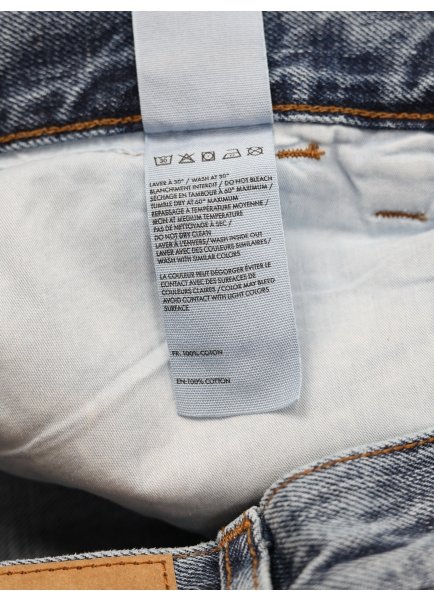 30
LAVER À 30° / WASH AT 30°
BLANCHIMENT INTERDIT / DO NOT BLEACH
SÉCHAGE EN TAMBOUR À 60° MAXIMUM /
TUMBLE DRY AT 60° MAXIMUM
REPASSAGE À TEMPÉRATURE MOYENNE /
IRON AT MEDIUM TEMPERATURE
PAS DE NETTOYAGE À SEC /
DO NOT DRY CLEAN
LAVER À L'ENVERS / WASH INSIDE OUT
LAVER AVEC DES COULEURS SIMILAIRES /
WASH WITH SIMILAR COLORS
LA COULEUR PEUT DÉGORGER ÉVITER LE
CONTACT AVEC DES SURFACES DE
COULEURS CLAIRES / COLOR MAY BLEED
AVOID CONTACT WITH LIGHT COLORS
SURFACE
FR: 100% COTON
EN:100% COTTON